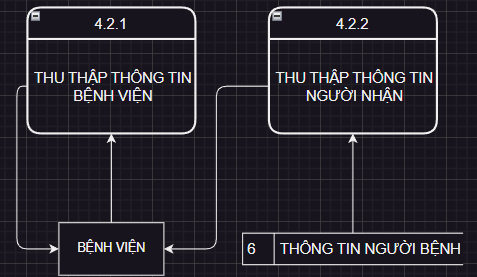 4.2.1
THU THẬP THÔNG TIN
BỆNH VIỆN
4.2.2
THU THẬP THÔNG TIN
NGƯỜI NHẬN
BỆNH VIỆN
6 THÔNG TIN NGƯỜI BỆNH